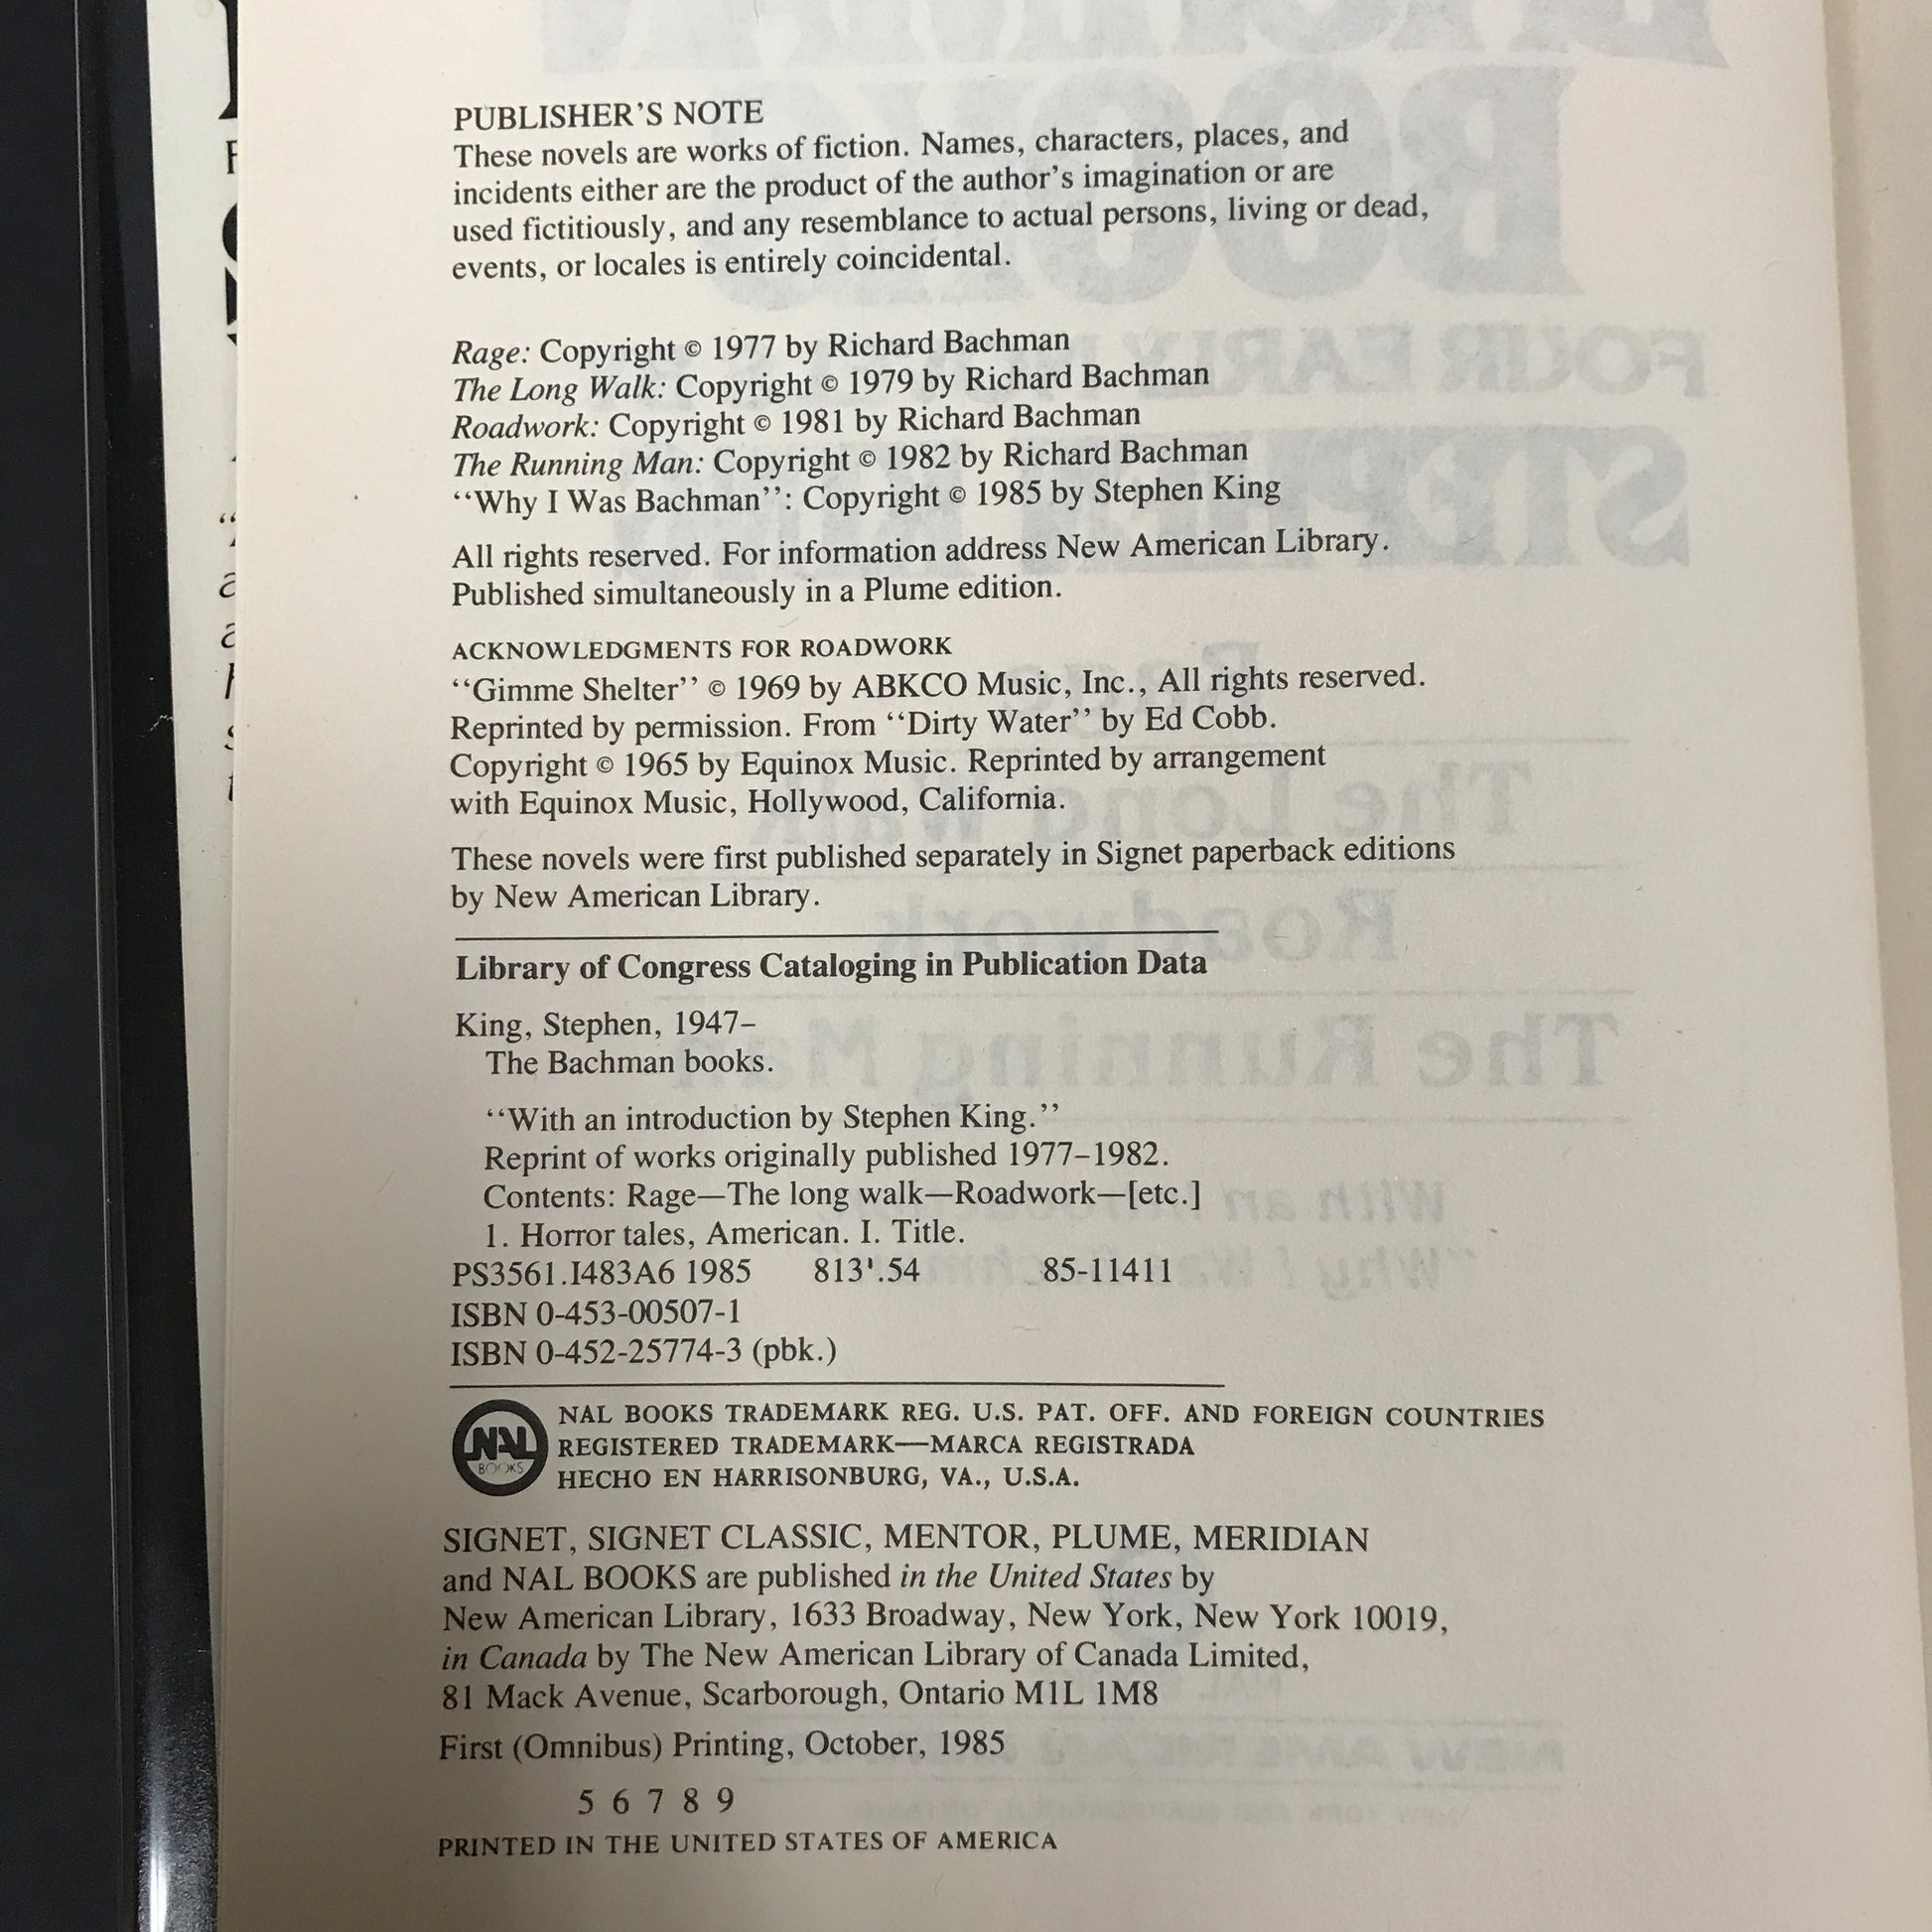 PUBLISHER'S NOTE
These novels are works of fiction. Names, characters, places, and
incidents either are the product of the author's imagination or are
used fictitiously, and any resemblance to actual persons, living or dead,
events, or locales is entirely coincidental.
Rage: Copyright © 1977 by Richard Bachman
The Long Walk: Copyright © 1979 by Richard Bachman
Roadwork: Copyright © 1981 by Richard Bachman
The Running Man: Copyright © 1982 by Richard Bachman
‘‘Why I Was Bachman’’: Copyright © 1985 by Stephen King
All rights reserved. For information address New American Library.
Published simultaneously in a Plume edition.
ACKNOWLEDGMENTS FOR ROADWORK
‘‘Gimme Shelter’’ © 1969 by ABKCO Music, Inc., All rights reserved.
Reprinted by permission. From ‘‘Dirty Water’’ by Ed Cobb.
Copyright © 1965 by Equinox Music. Reprinted by arrangement
with Equinox Music, Hollywood, California.
These novels were first published separately in Signet paperback editions
by New American Library.
Library of Congress Cataloging in Publication Data
King, Stephen, 1947–
The Bachman books.
‘‘With an introduction by Stephen King.’’
Reprint of works originally published 1977–1982.
Contents: Rage—The long walk—Roadwork—[etc.]
1. Horror tales, American. I. Title.
PS3561.I483A6 1985 813'.54 85-11411
ISBN 0-453-00507-1
ISBN 0-452-25774-3 (pbk.)
NAL BOOKS
NAL BOOKS TRADEMARK REG. U.S. PAT. OFF. AND FOREIGN COUNTRIES
REGISTERED TRADEMARK—MARCA REGISTRADA
HECHO EN HARRISONBURG, VA., U.S.A.
SIGNET, SIGNET CLASSIC, MENTOR, PLUME, MERIDIAN
and NAL BOOKS are published in the United States by
New American Library, 1633 Broadway, New York, New York 10019,
in Canada by The New American Library of Canada Limited,
81 Mack Avenue, Scarborough, Ontario M1L 1M8
First (Omnibus) Printing, October, 1985
5 6 7 8 9
PRINTED IN THE UNITED STATES OF AMERICA